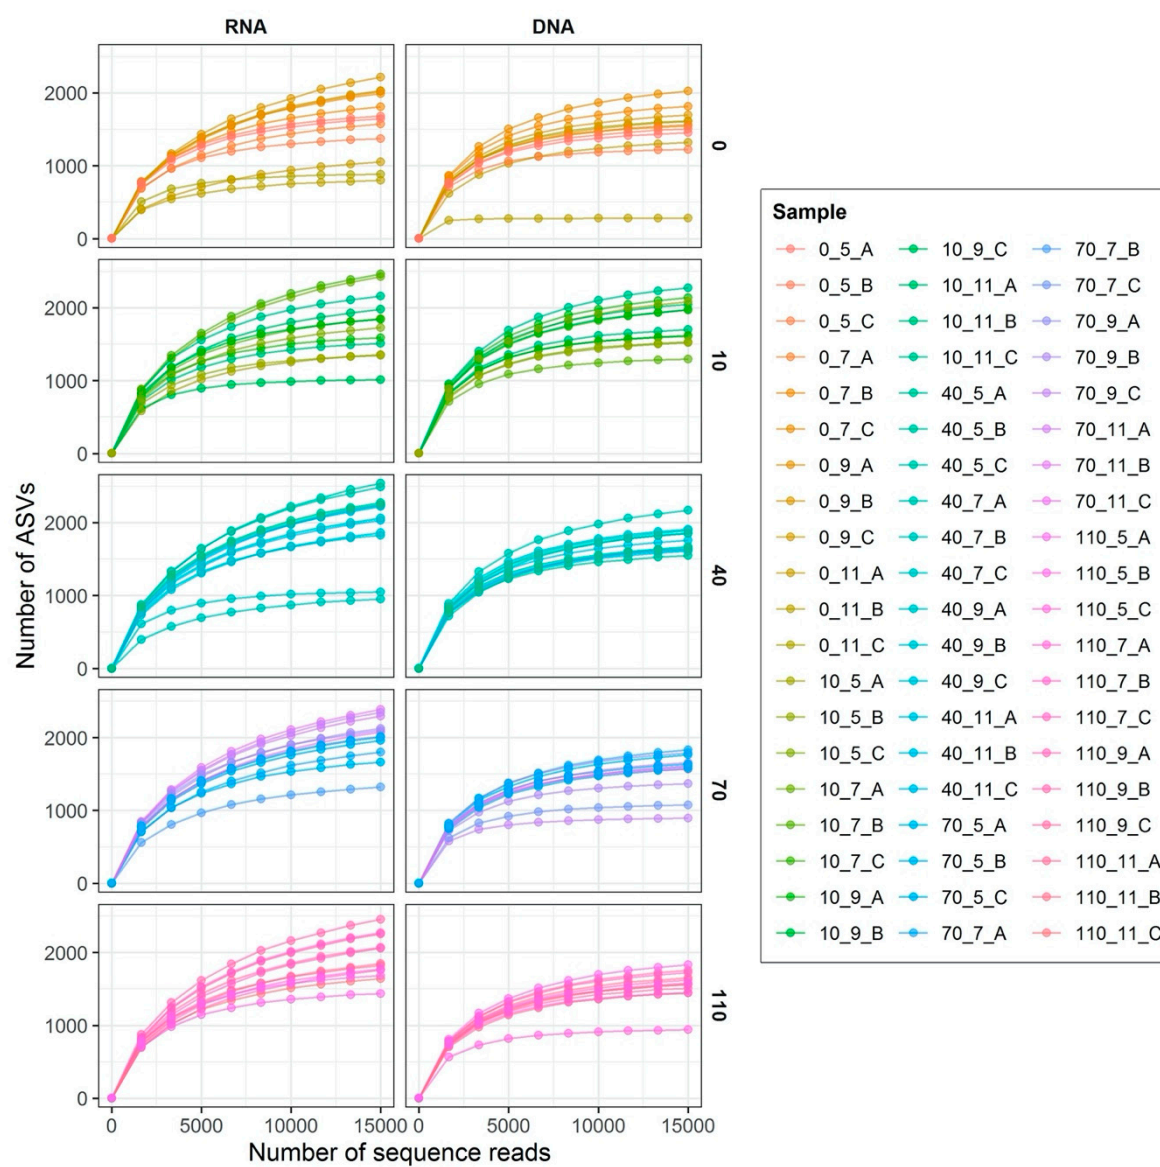 RNA DNA
2000
1000
0
0
2000
1000
0
10
2000
1000
0
40
2000
1000
0
70
2000
1000
0
110
0 5000 10000 15000 0 5000 10000 15000
Number of sequence reads
Number of ASVs
Sample
0_5_A 10_9_C 70_7_B
0_5_B 10_11_A 70_7_C
0_5_C 10_11_B 70_9_A
0_7_A 10_11_C 70_9_B
0_7_B 40_5_A 70_9_C
0_7_C 40_5_B 70_11_A
0_9_A 40_5_C 70_11_B
0_9_B 40_7_A 70_11_C
0_9_C 40_7_B 110_5_A
0_11_A 40_7_C 110_5_B
0_11_B 40_9_A 110_5_C
0_11_C 40_9_B 110_7_A
10_5_A 40_9_C 110_7_B
10_5_B 40_11_A 110_7_C
10_5_C 40_11_B 110_9_A
10_7_A 40_11_C 110_9_B
10_7_B 70_5_A 110_9_C
10_7_C 70_5_B 110_11_A
10_9_A 70_5_C 110_11_B
10_9_B 70_7_A 110_11_C